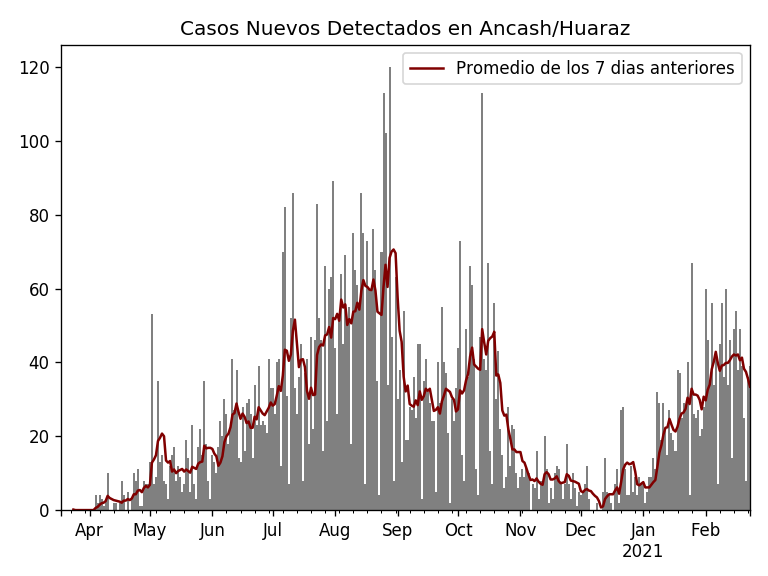 Casos Nuevos Detectados en Ancash/Huaraz
Promedio de los 7 dias anteriores
120
100
80
60
40
20
0
Apr May Jun Jul Aug Sep Oct Nov Dec Jan Feb
2021